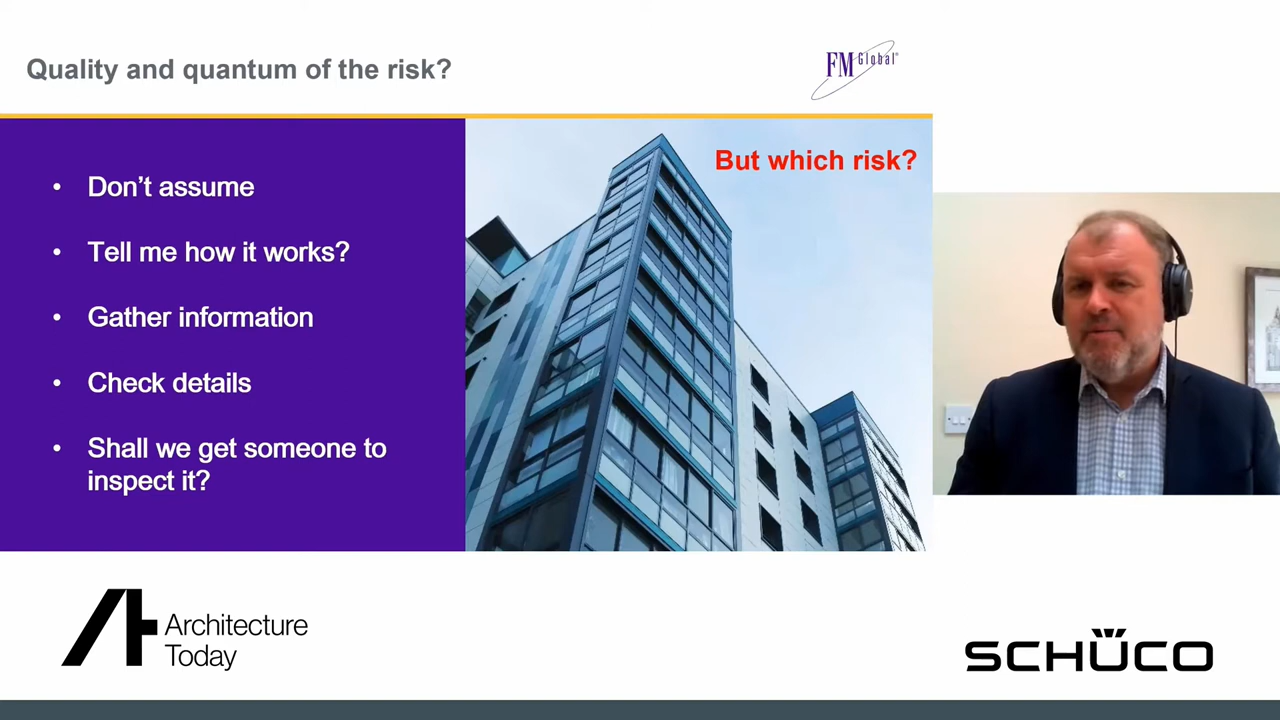 Quality and quantum of the risk?
FM Global®
But which risk?
• Don't assume
• Tell me how it works?
• Gather information
• Check details
• Shall we get someone to
inspect it?
Architecture
Today
SCHÜCO